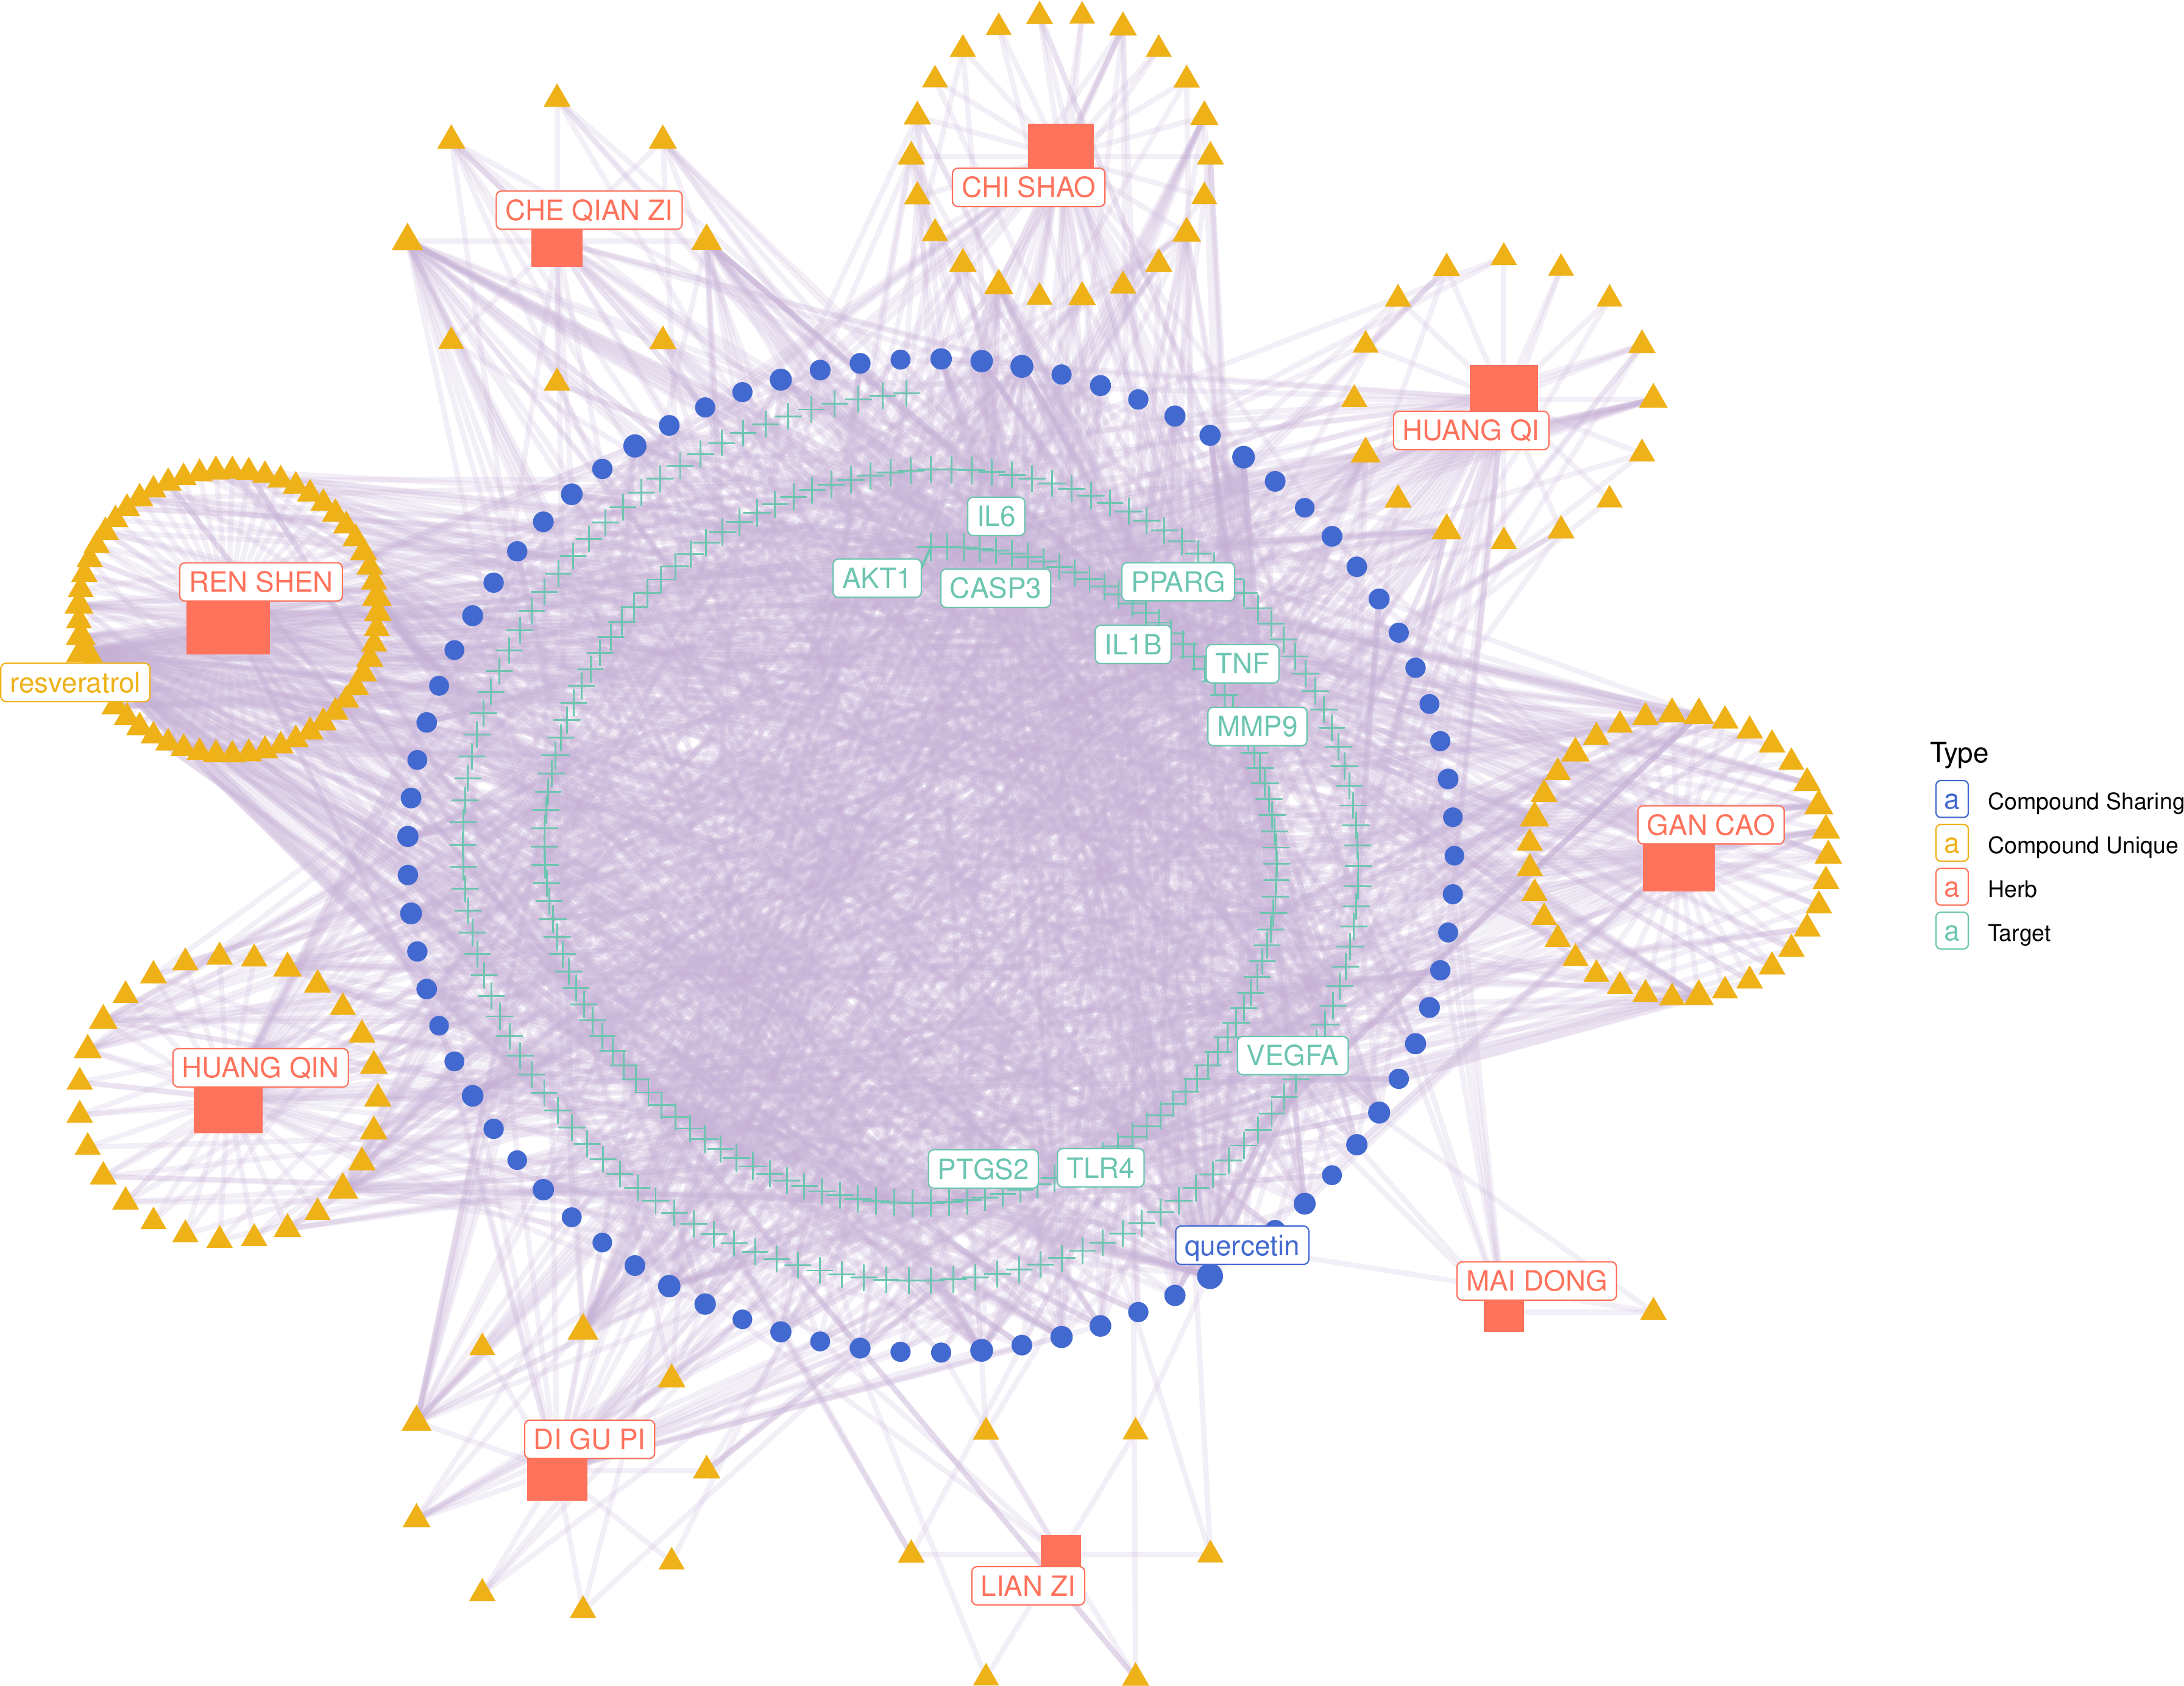 CHI SHAO
CHE QIAN ZI
HUANG QI
IL6
AKT1
CASP3
PPARG
REN SHEN
IL1B
TNF
resveratrol
MMP9
GAN CAO
HUANG QIN
VEGFA
PTGS2
TLR4
quercetin
MAI DONG
DI GU PI
LIAN ZI
Type
a Compound Sharing
a Compound Unique
a Herb
a Target